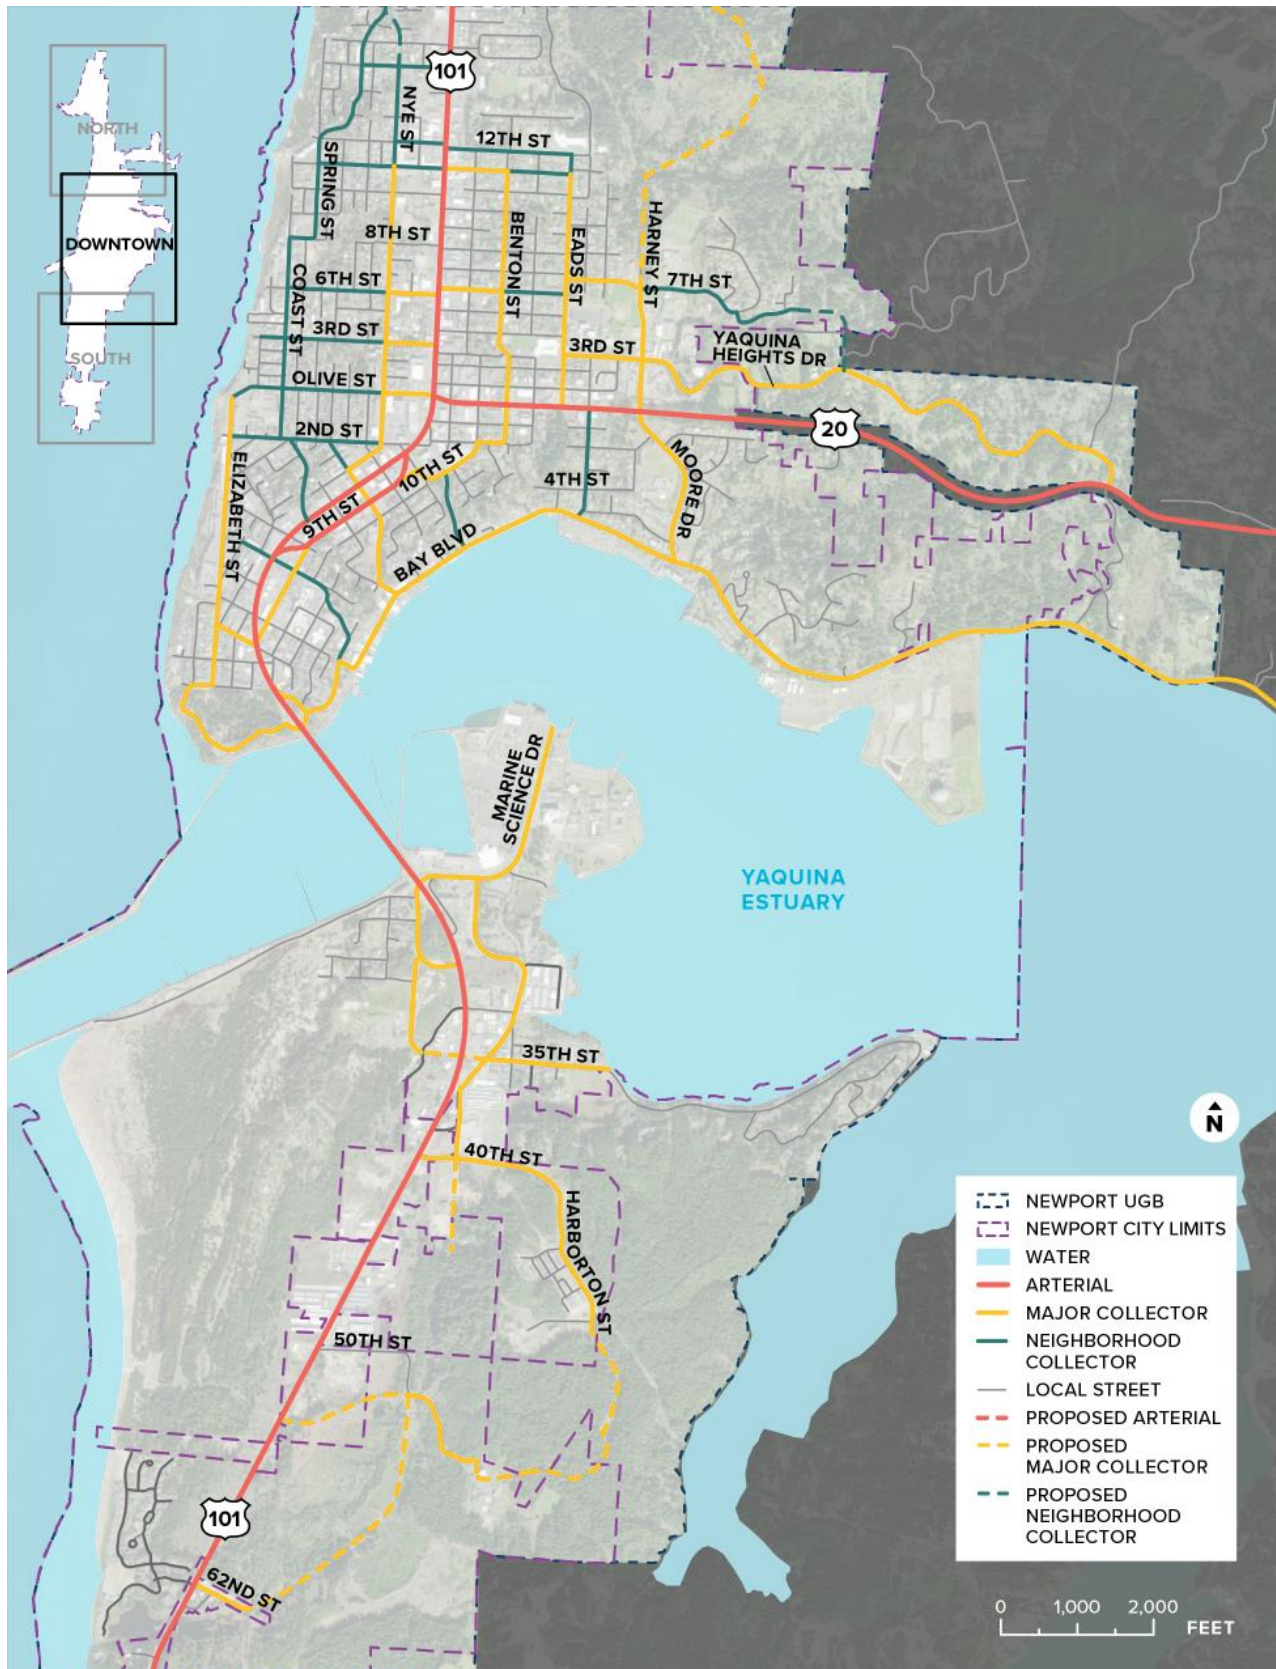 NORTH
DOWNTOWN
SOUTH
101
NYE ST
12TH ST
SPRING ST
8TH ST
BENTON ST
EADS ST
HARNEY ST
7TH ST
6TH ST
COAST ST
3RD ST
3RD ST
YAQUINA
HEIGHTS DR
OLIVE ST
2ND ST
20
10TH ST
4TH ST
MOORE DR
ELIZABETH ST
9TH ST
BAY BLVD
MARINE
SCIENCE DR
YAQUINA
ESTUARY
35TH ST
N
40TH ST
HARBORTON ST
50TH ST
101
62ND ST
NEWPORT UGB
NEWPORT CITY LIMITS
WATER
ARTERIAL
MAJOR COLLECTOR
NEIGHBORHOOD
COLLECTOR
LOCAL STREET
PROPOSED ARTERIAL
PROPOSED
MAJOR COLLECTOR
PROPOSED
NEIGHBORHOOD
COLLECTOR
0 1,000 2,000
FEET